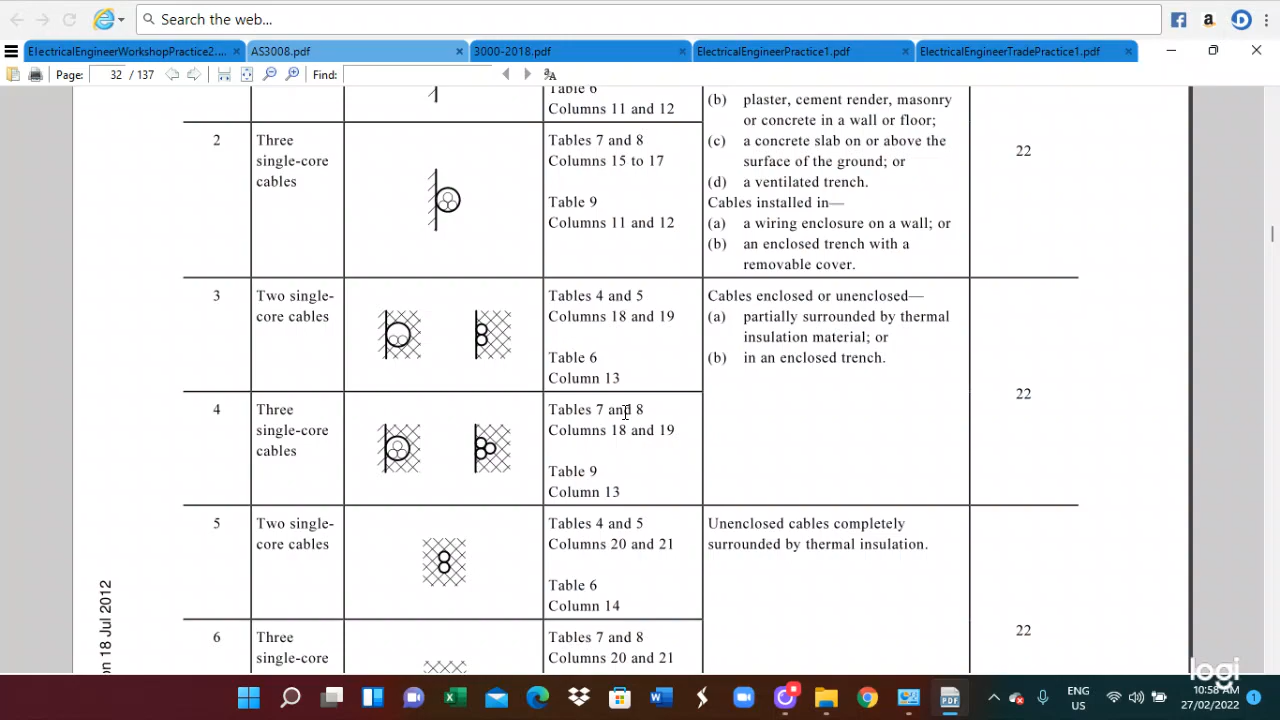 Search the web...
ElectricalEngineerWorkshopPractice2....
AS3008.pdf
3000-2018.pdf
ElectricalEngineerPractice1.pdf
ElectricalEngineerTradePractice1.pdf
Page: 32 / 137
Find:
Table 6
Columns 11 and 12
(b) plaster, cement render, masonry
or concrete in a wall or floor;
(c) a concrete slab on or above the
surface of the ground; or
(d) a ventilated trench.
2
Three
single-core
cables
Tables 7 and 8
Columns 15 to 17
Table 9
Columns 11 and 12
Cables installed in—
(a) a wiring enclosure on a wall; or
(b) an enclosed trench with a
removable cover.
22
3
Two single-
core cables
Tables 4 and 5
Columns 18 and 19
Table 6
Column 13
Cables enclosed or unenclosed—
(a) partially surrounded by thermal
insulation material; or
(b) in an enclosed trench.
22
4
Three
single-core
cables
Tables 7 and 8
Columns 18 and 19
Table 9
Column 13
5
Two single-
core cables
Tables 4 and 5
Columns 20 and 21
Table 6
Column 14
Unenclosed cables completely
surrounded by thermal insulation.
22
6
Three
single-core
Tables 7 and 8
Columns 20 and 21
on 18 Jul 2012
logi
ENG
US
10:58 AM
27/02/2022